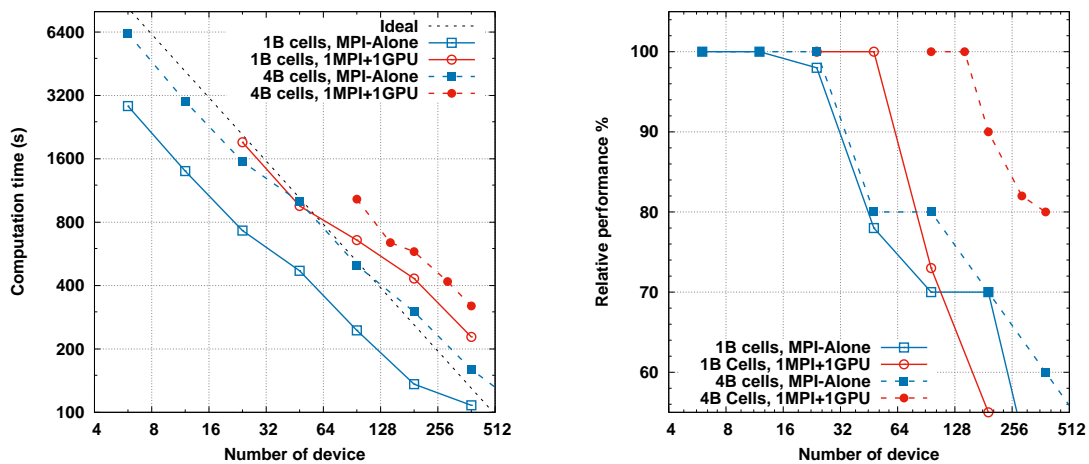 6400
3200
1600
800
400
200
100
Computation time (s)
Ideal
1B cells, MPI-Alone
1B cells, 1MPI+1GPU
4B cells, MPI-Alone
4B cells, 1MPI+1GPU
4 8 16 32 64 128 256 512
Number of device
100
90
80
70
60
Relative performance %
1B cells, MPI-Alone
1B Cells, 1MPI+1GPU
4B cells, MPI-Alone
4B Cells, 1MPI+1GPU
4 8 16 32 64 128 256 512
Number of device